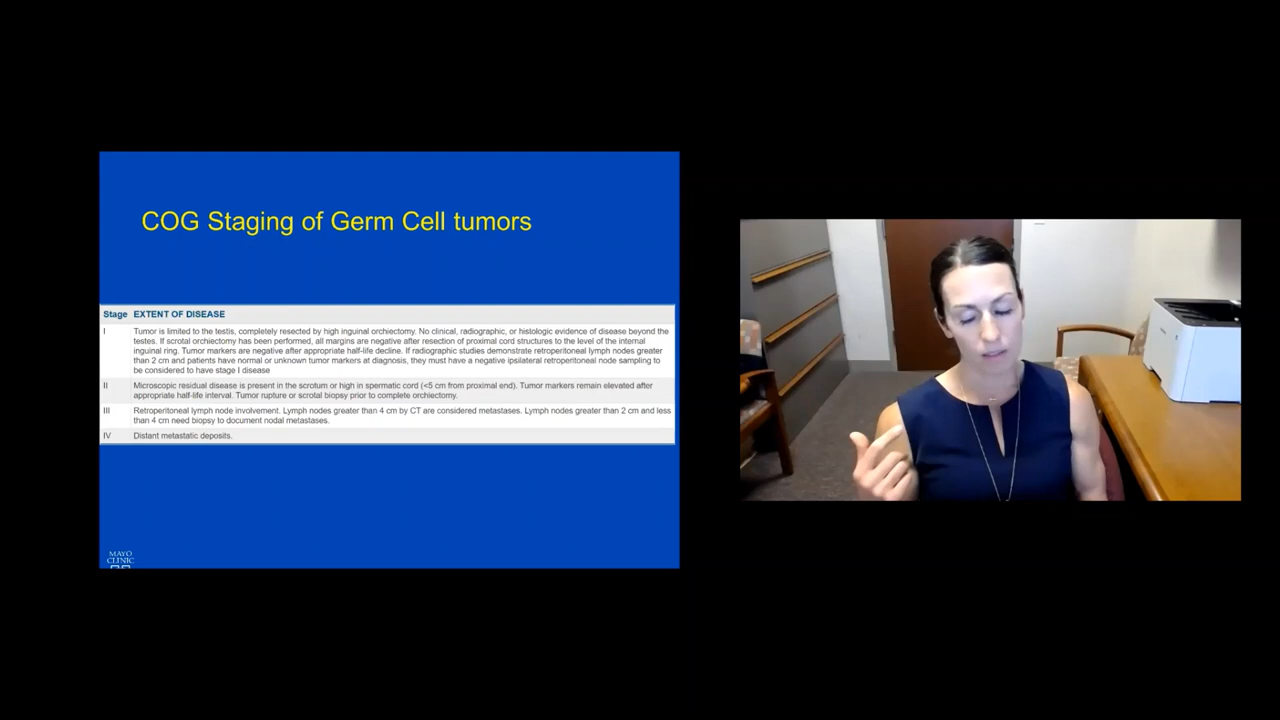 COG Staging of Germ Cell tumors
Stage EXTENT OF DISEASE
I Tumor is limited to the testis, completely resected by high inguinal orchiectomy. No clinical, radiographic, or histologic evidence of disease beyond the
testes. If scrotal orchiectomy has been performed, all margins are negative after resection of proximal cord structures to the level of the internal
inguinal ring. Tumor markers are negative after appropriate half-life decline. If radiographic studies demonstrate retroperitoneal lymph nodes greater
than 2 cm and patients have normal or unknown tumor markers at diagnosis, they must have a negative ipsilateral retroperitoneal node sampling to
be considered to have stage I disease
II Microscopic residual disease is present in the scrotum or high in spermatic cord (<5 cm from proximal end). Tumor markers remain elevated after
appropriate half-life interval. Tumor rupture or scrotal biopsy prior to complete orchiectomy.
III Retroperitoneal lymph node involvement. Lymph nodes greater than 4 cm by CT are considered metastases. Lymph nodes greater than 2 cm and less
than 4 cm need biopsy to document nodal metastases.
IV Distant metastatic deposits.
MAYO
CLINIC